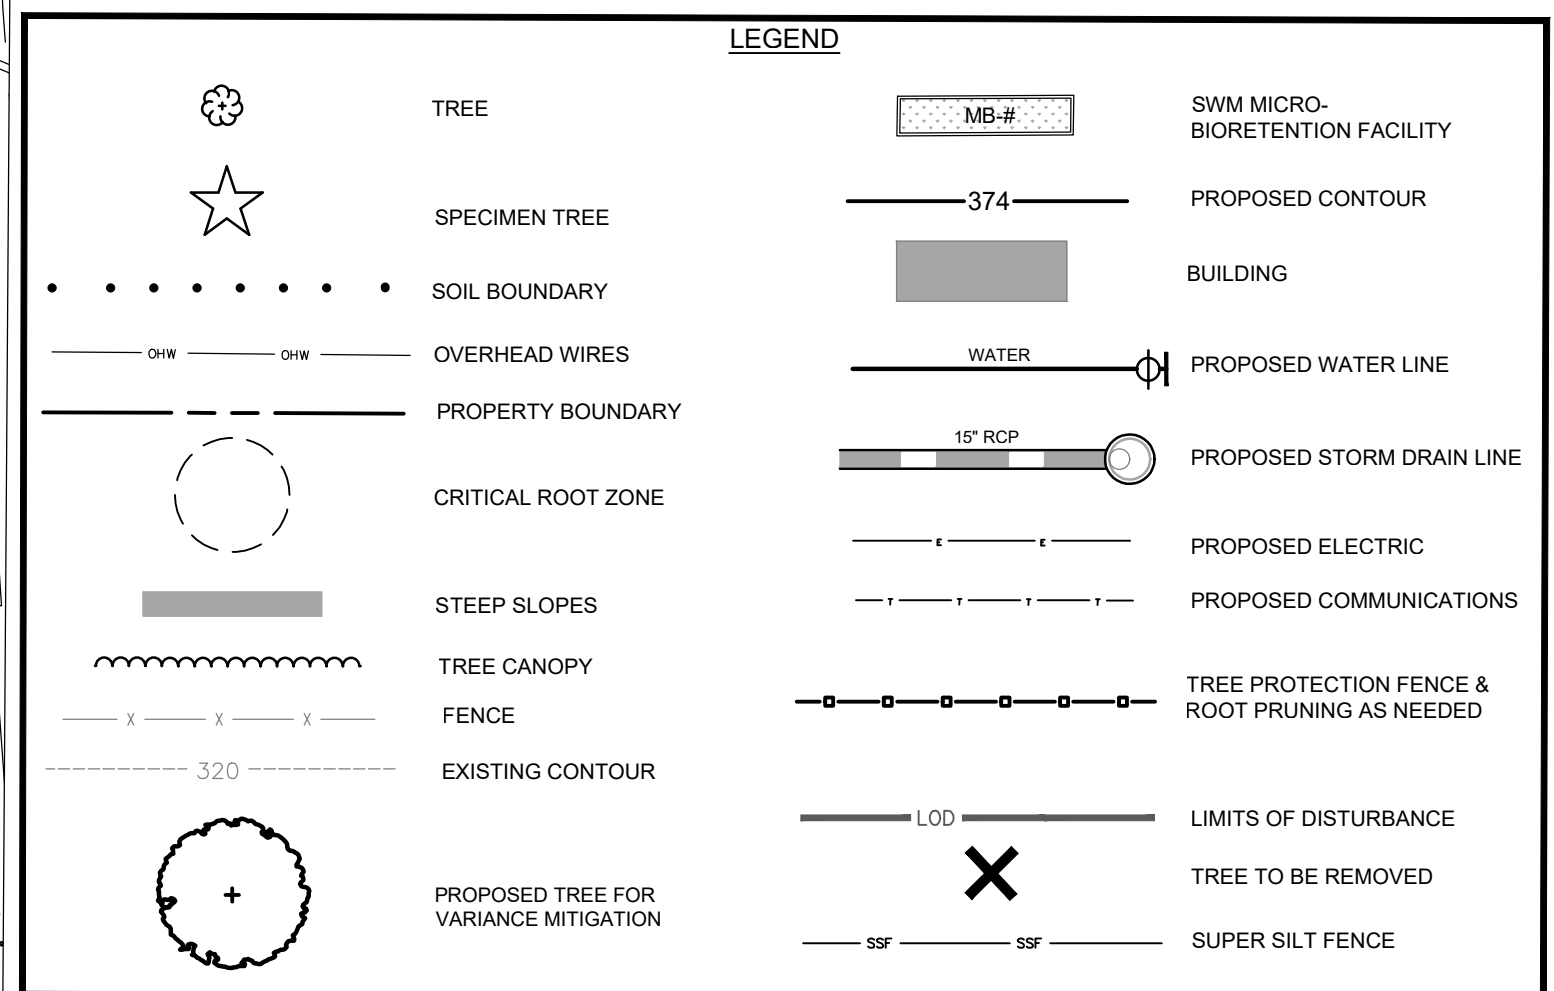 LEGEND
TREE
SPECIMEN TREE
SOIL BOUNDARY
OHW OHW OVERHEAD WIRES
PROPERTY BOUNDARY
CRITICAL ROOT ZONE
STEEP SLOPES
TREE CANOPY
X X X FENCE
320 EXISTING CONTOUR
PROPOSED TREE FOR
VARIANCE MITIGATION
MB-# SWM MICRO-
BIORETENTION FACILITY
374 PROPOSED CONTOUR
BUILDING
WATER
PROPOSED WATER LINE
15" RCP
PROPOSED STORM DRAIN LINE
E E PROPOSED ELECTRIC
T T T T PROPOSED COMMUNICATIONS
TREE PROTECTION FENCE &
ROOT PRUNING AS NEEDED
LOD LIMITS OF DISTURBANCE
TREE TO BE REMOVED
SSF SSF SUPER SILT FENCE